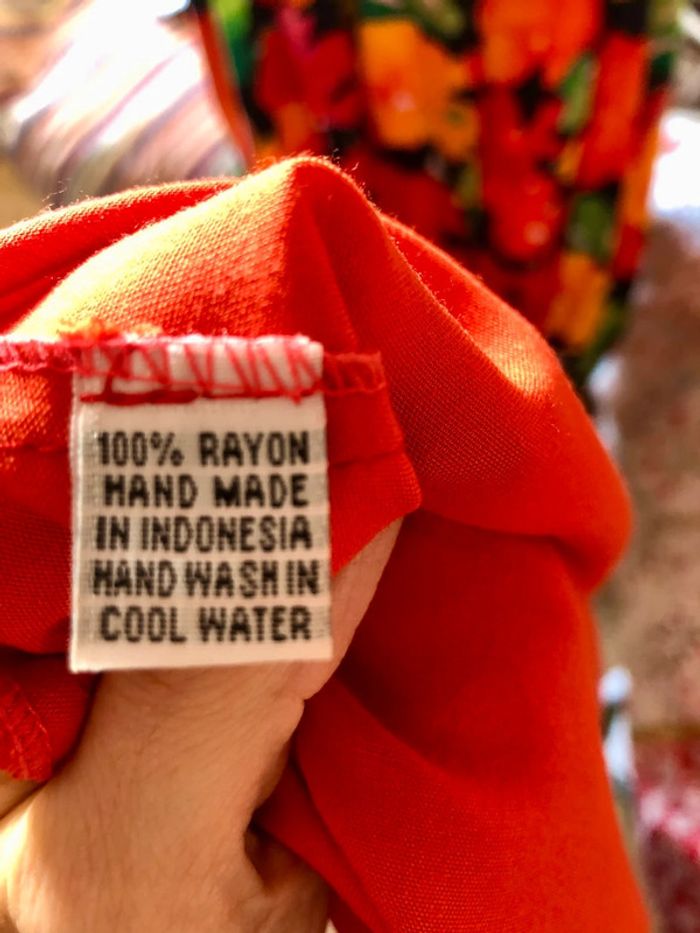 100% RAYON
HAND MADE
IN INDONESIA
HAND WASH IN
COOL WATER